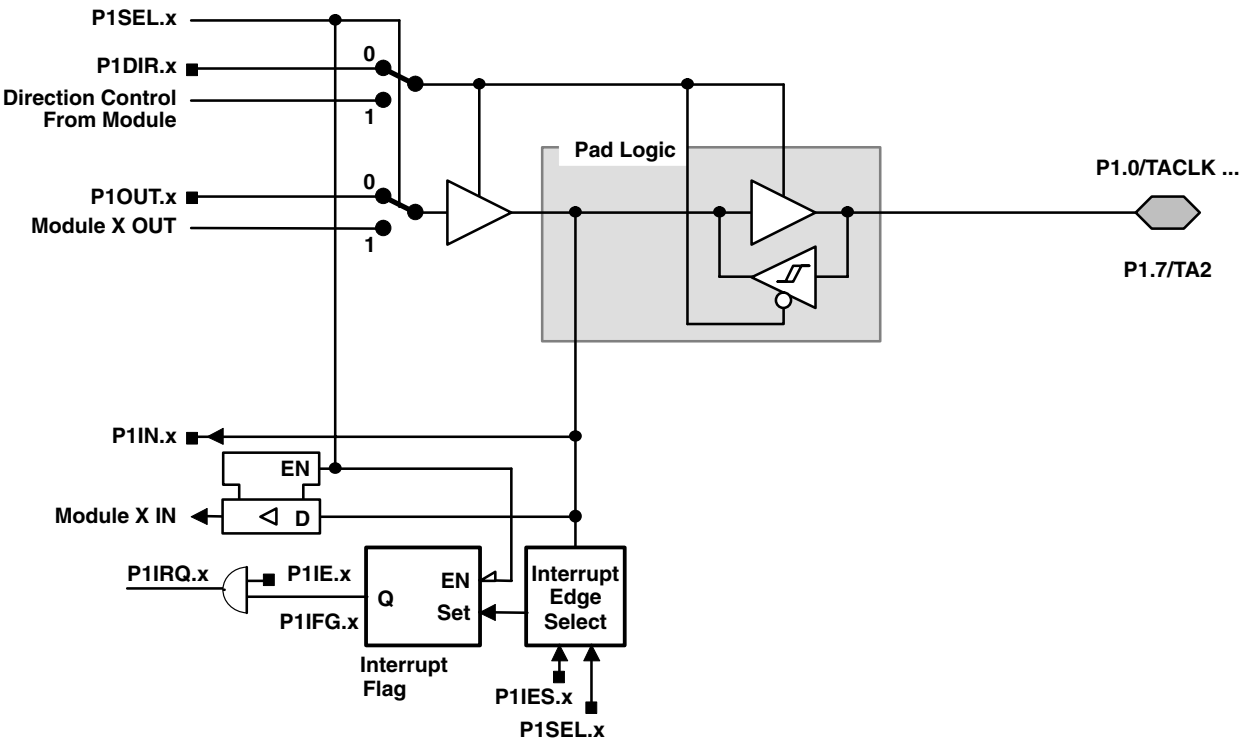 P1SEL.x
P1DIR.x
0
Direction Control
From Module
1
P1OUT.x
0
Module X OUT
1
Pad Logic
P1.0/TACLK ...
P1.7/TA2
P1IN.x
EN
Module X IN
D
P1IRQ.x
P1IE.x
P1IFG.x
Q
EN
Set
Interrupt
Flag
Interrupt
Edge
Select
P1IES.x
P1SEL.x